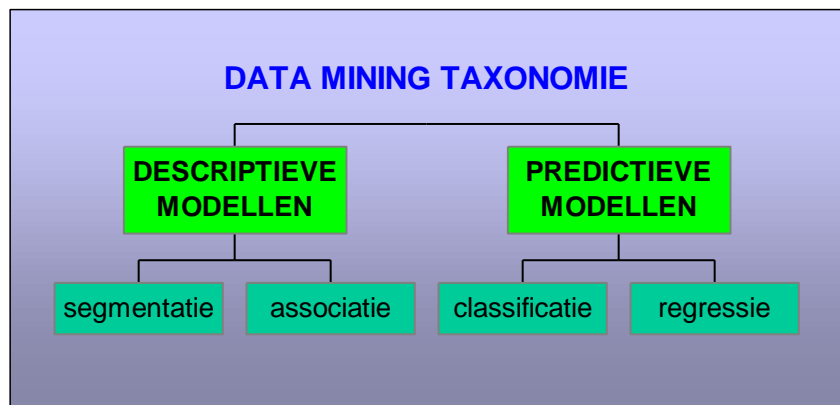 DATA MINING TAXONOMIE
DESCRIPTIEVE
MODELLEN
PREDICTIEVE
MODELLEN
segmentatie
associatie
classificatie
regressie